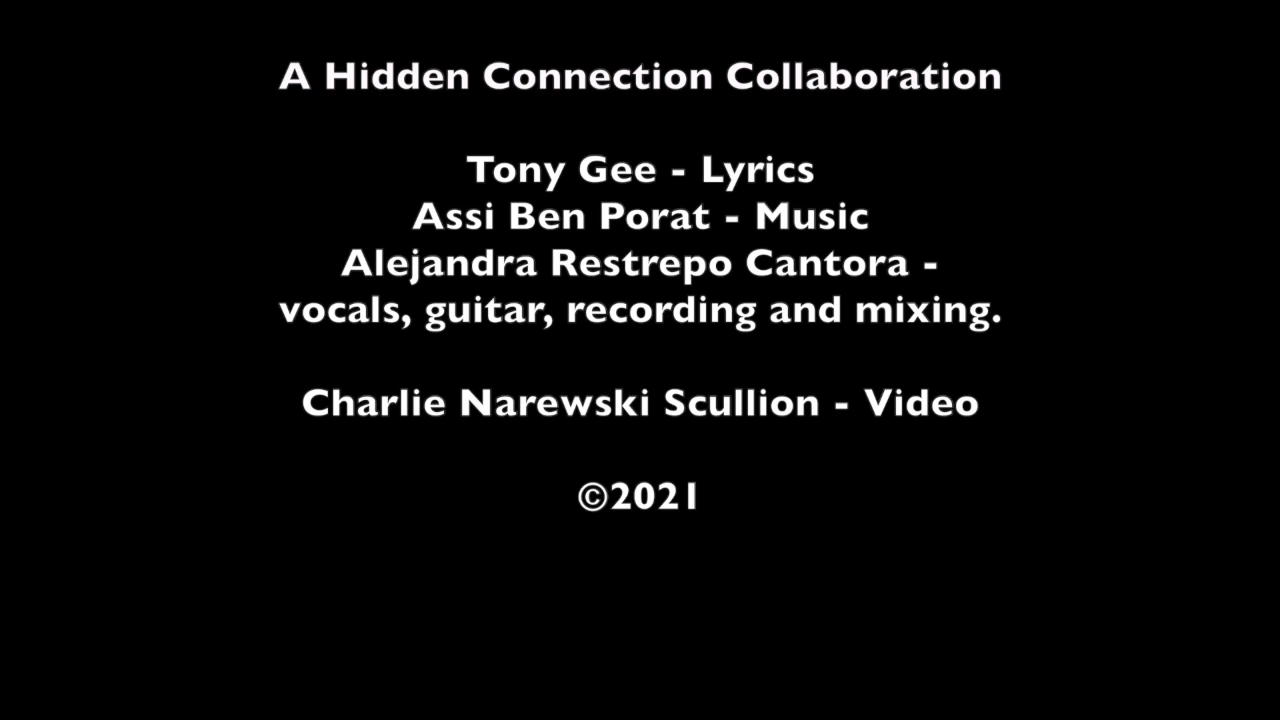 A Hidden Connection Collaboration
Tony Gee - Lyrics
Assi Ben Porat - Music
Alejandra Restrepo Cantora -
vocals, guitar, recording and mixing.
Charlie Narewski Scullion - Video
©2021